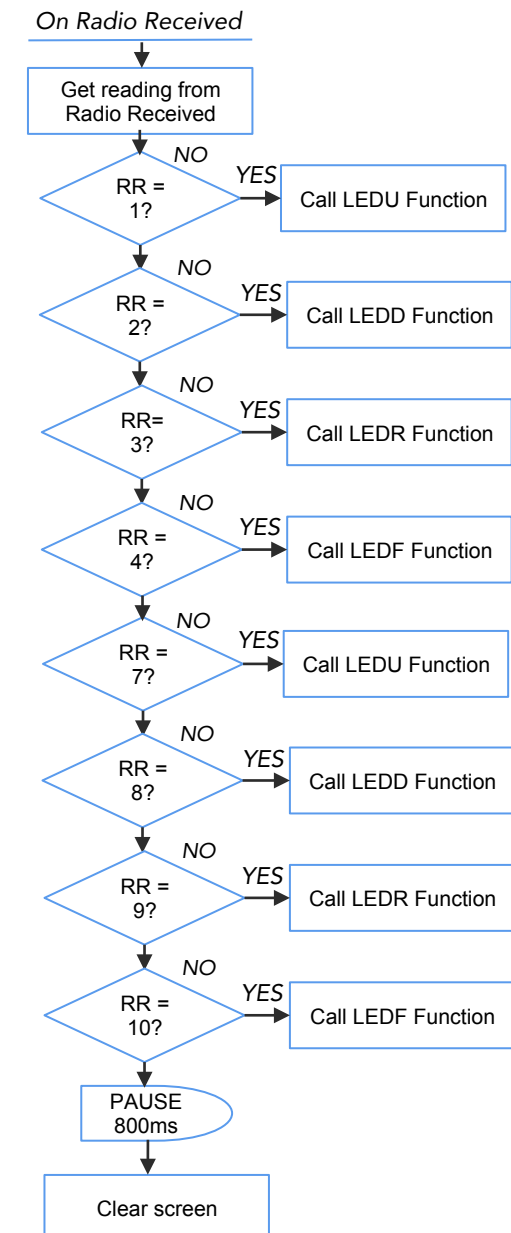 On Radio Received
Get reading from
Radio Received
NO
RR =
1?
YES
Call LEDU Function
NO
RR =
2?
YES
Call LEDD Function
NO
RR=
3?
YES
Call LEDR Function
NO
RR =
4?
YES
Call LEDF Function
NO
RR =
7?
YES
Call LEDU Function
NO
RR =
8?
YES
Call LEDD Function
NO
RR =
9?
YES
Call LEDR Function
NO
RR =
10?
YES
Call LEDF Function
PAUSE
800ms
Clear screen